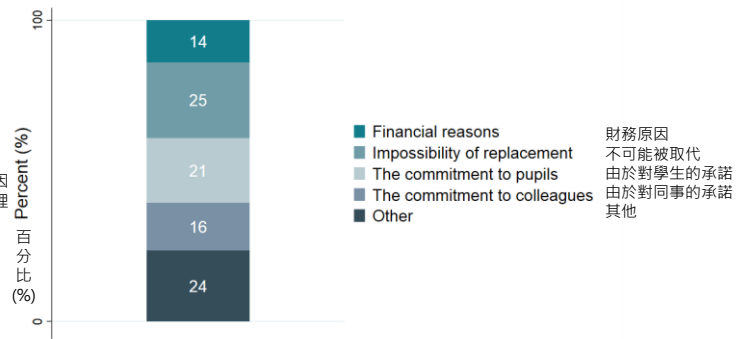 100
Percent (%)
0
因
理
百
分
比
(%)
14
25
21
16
24
Financial reasons
Impossibility of replacement
The commitment to pupils
The commitment to colleagues
Other
財務原因
不可能被取代
由於對學生的承諾
由於對同事的承諾
其他